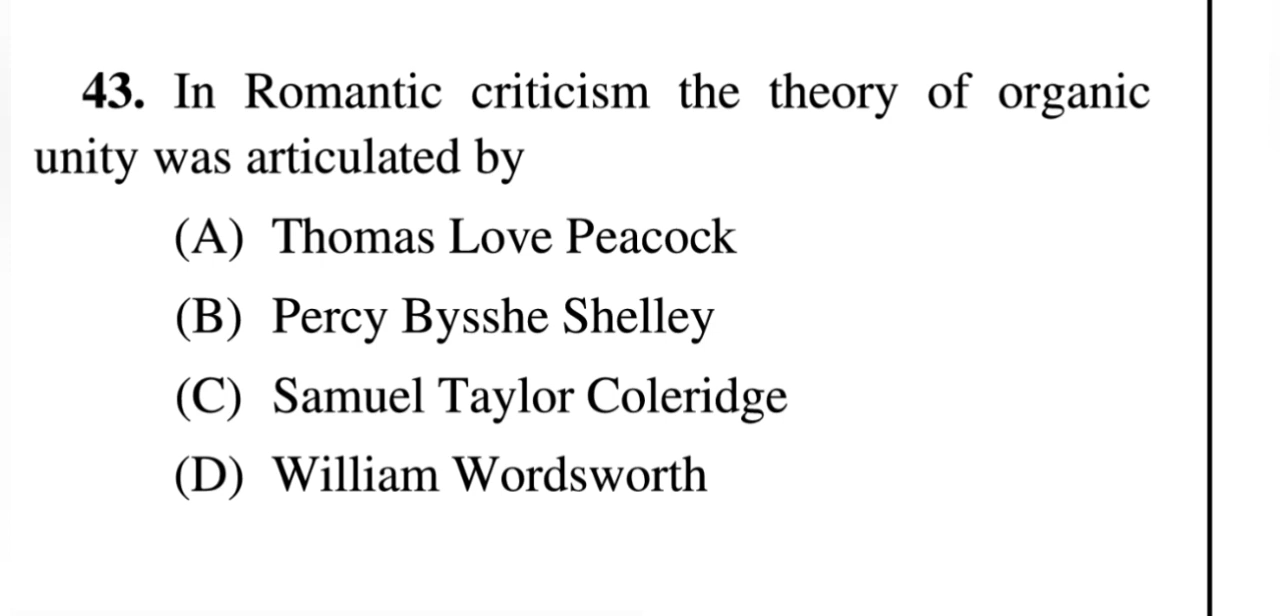 43. In Romantic criticism the theory of organic
unity was articulated by
(A) Thomas Love Peacock
(B) Percy Bysshe Shelley
(C) Samuel Taylor Coleridge
(D) William Wordsworth